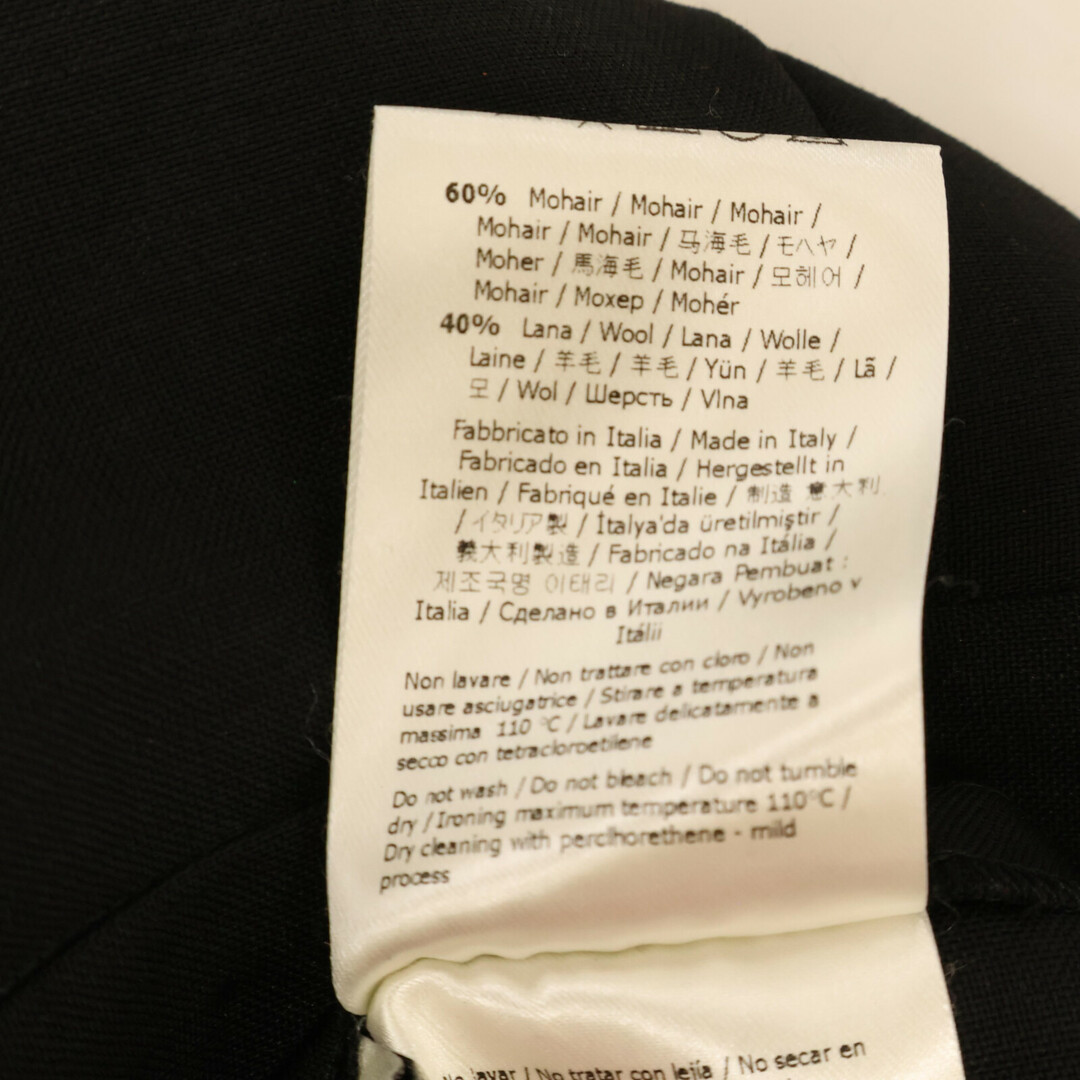 60% Mohair / Mohair / Mohair /
Mohair / Mohair / 马海毛 / モヘヤ /
Moher / 馬海毛 / Mohair / 모헤어 /
Mohair / Мохер / Mohér
40% Lana / Wool / Lana / Wolle /
Laine / 羊毛 / 羊毛 / Yün / 羊毛 / Lã /
모 / Wol / Шерсть / Vlna
Fabbricato in Italia / Made in Italy /
Fabricado en Italia / Hergestellt in
Italien / Fabriqué en Italie / 制造 意大利
/ イタリア製 / İtalya'da üretilmiştir /
義大利製造 / Fabricado na Itália /
제조국명 이태리 / Negara Pembuat :
Italia / Сделано в Италии / Vyrobeno v
Itálii
Non lavare / Non trattare con cloro / Non
usare asciugatrice / Stirare a temperatura
massima 110 °C / Lavare delicatamente a
secco con tetracloroetilene
Do not wash / Do not bleach / Do not tumble
dry / Ironing maximum temperature 110°C /
Dry cleaning with perclhorethene - mild
process
lavar / No tratar con lejía / No secar en